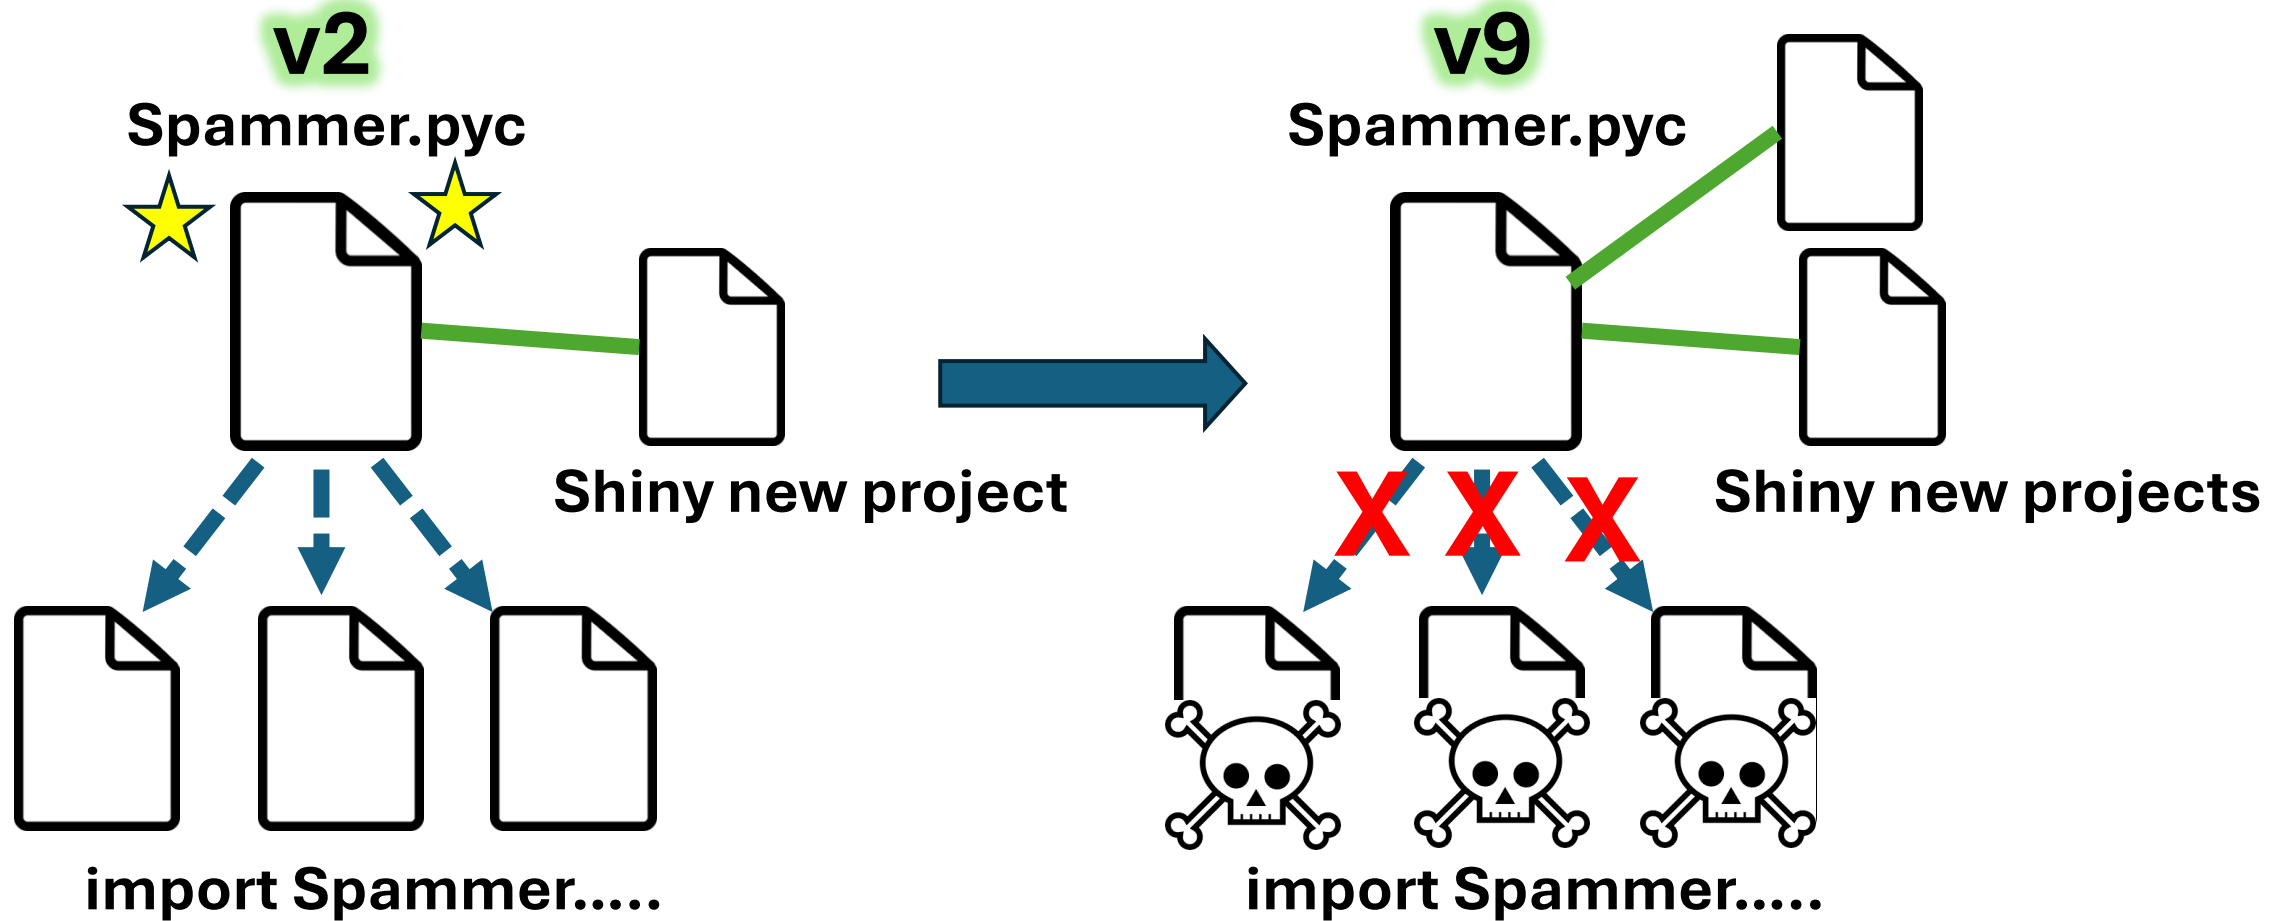 v2
Spammer.pyc
Shiny new project
import Spammer.....
v9
Spammer.pyc
Shiny new projects
X X X
import Spammer.....